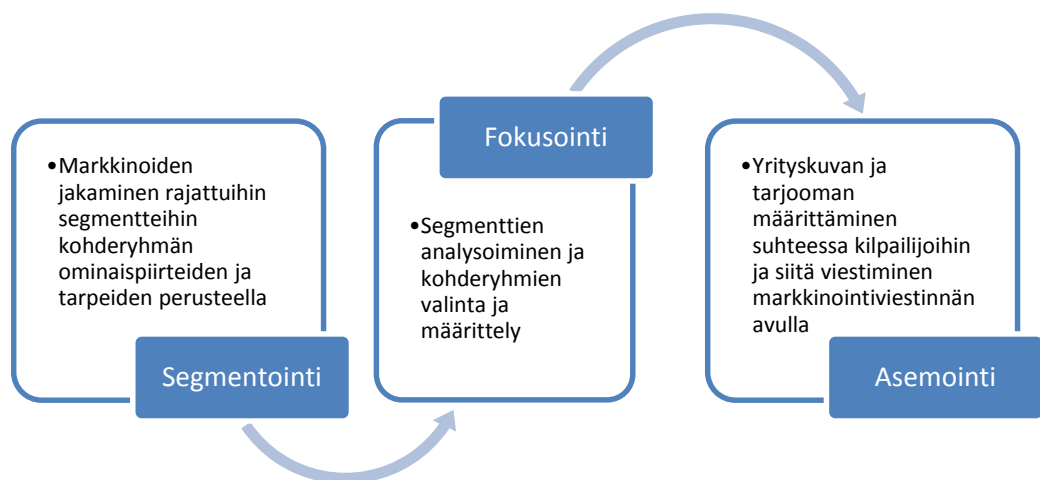 •Markkinoiden
jakaminen rajattuihin
segmentteihin
kohderyhmän
ominaispiirteiden ja
tarpeiden perusteella
Segmentointi
Fokusointi
•Segmenttien
analysoiminen ja
kohderyhmien
valinta ja
määrittely
•Yrityskuvan ja
tarjooman
määrittäminen
suhteessa kilpailijoihin
ja siitä viestiminen
markkinointiviestinnän
avulla
Asemointi